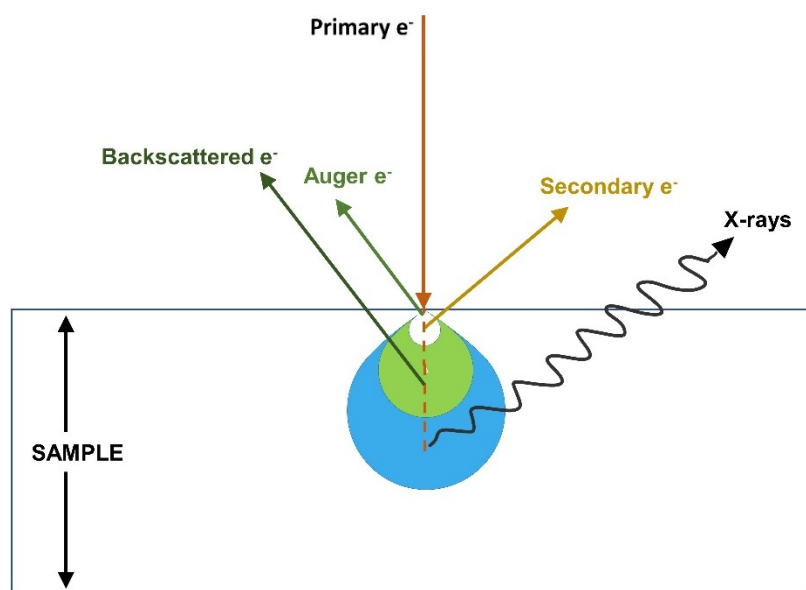 Primary e⁻
Backscattered e⁻
Auger e⁻
Secondary e⁻
X-rays
SAMPLE